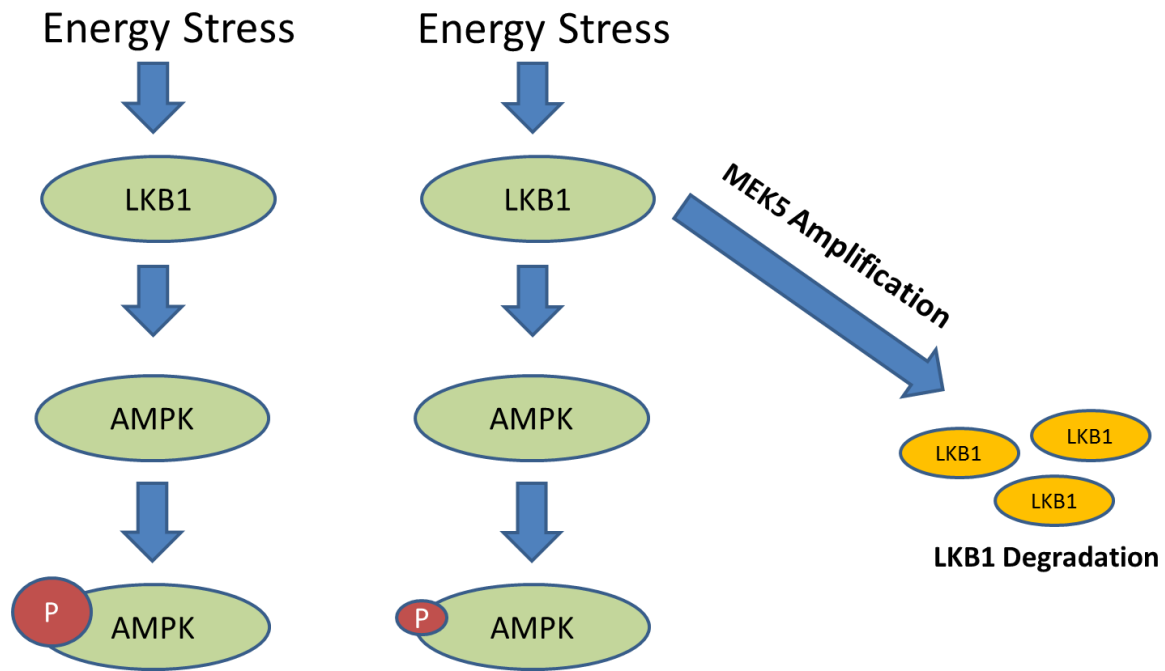 Energy Stress
LKB1
AMPK
P
AMPK
Energy Stress
LKB1
AMPK
P
AMPK
MEK5 Amplification
LKB1
LKB1
LKB1
LKB1 Degradation